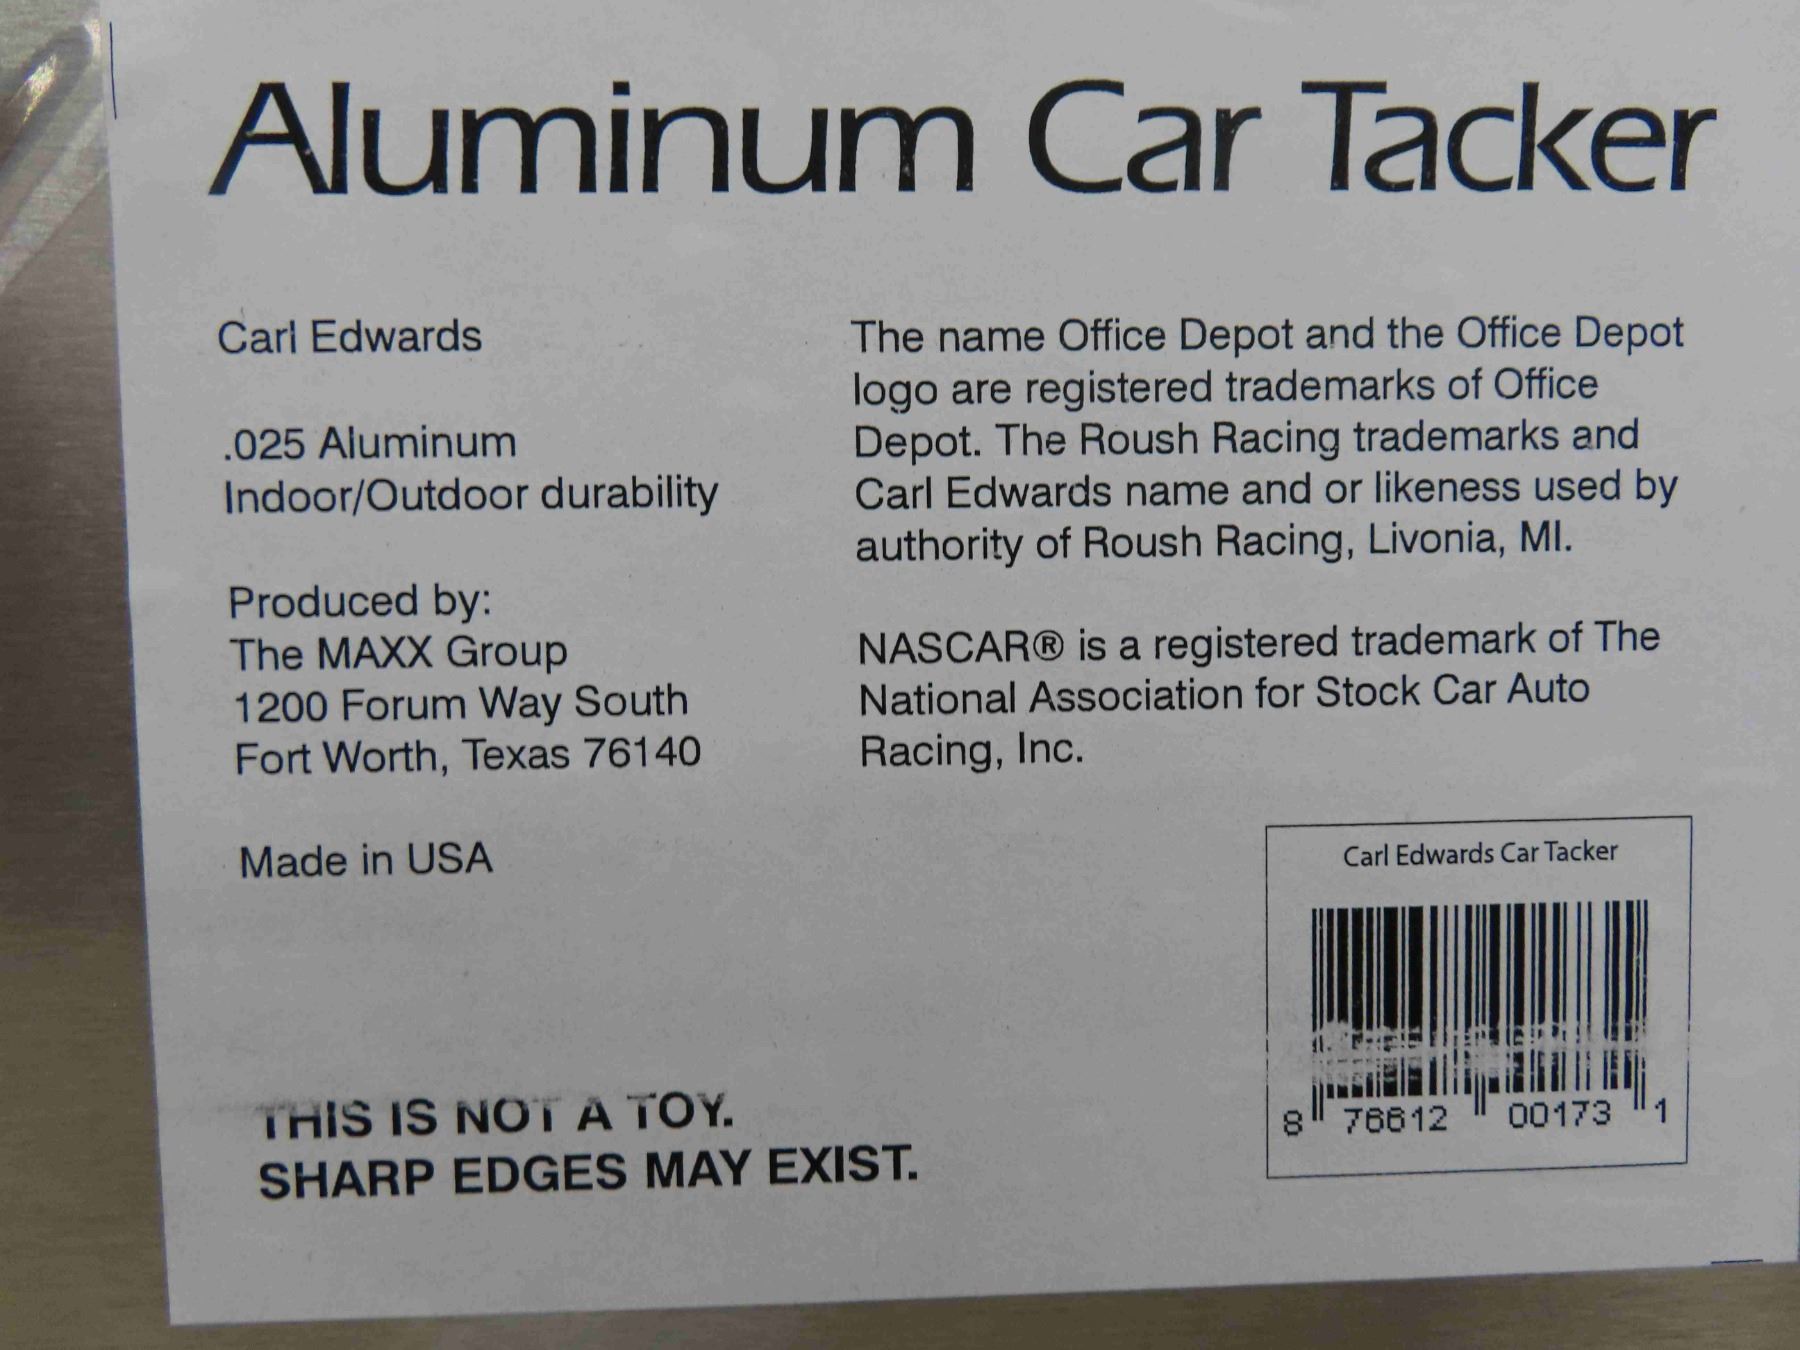 Aluminum Car Tacker
Carl Edwards
.025 Aluminum
Indoor/Outdoor durability
Produced by:
The MAXX Group
1200 Forum Way South
Fort Worth, Texas 76140
Made in USA
THIS IS NOT A TOY.
SHARP EDGES MAY EXIST.
The name Office Depot and the Office Depot
logo are registered trademarks of Office
Depot. The Roush Racing trademarks and
Carl Edwards name and or likeness used by
authority of Roush Racing, Livonia, MI.
NASCAR® is a registered trademark of The
National Association for Stock Car Auto
Racing, Inc.
Carl Edwards Car Tacker
8 76612 00173 1